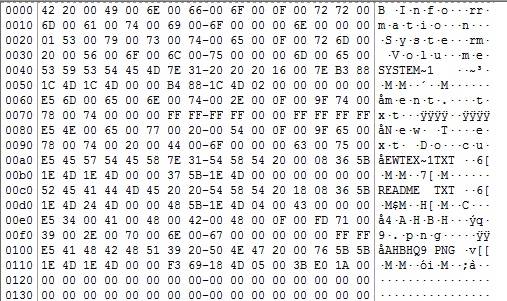 0000 42 20 00 49 00 6E 00 66-00 6F 00 0F 00 72 72 00 B ·I·n·f·o···rr·
0010 6D 00 61 00 74 00 69 00-6F 00 00 00 6E 00 00 00 m·a·t·i·o···n···
0020 01 53 00 79 00 73 00 74-00 65 00 0F 00 72 6D 00 ·S·y·s·t·e···rm·
0030 20 00 56 00 6F 00 6C 00-75 00 00 00 6D 00 65 00 ·V·o·l·u···m·e·
0040 53 59 53 54 45 4D 7E 31-20 20 20 16 00 7E B3 88 SYSTEM~1   ··~³·
0050 1C 4D 1C 4D 00 00 B4 88-1C 4D 02 00 00 00 00 00 ·M·M··´··M······
0060 E5 6D 00 65 00 6E 00 74-00 2E 00 0F 00 9F 74 00 åm·e·n·t·.····t·
0070 78 00 74 00 00 00 FF FF-FF FF 00 00 FF FF FF FF x·t···ÿÿÿÿ··ÿÿÿÿ
0080 E5 4E 00 65 00 77 00 20-00 54 00 0F 00 9F 65 00 åN·e·w· ·T····e·
0090 78 00 74 00 20 00 44 00-6F 00 00 00 63 00 75 00 x·t· ·D·o···c·u·
00a0 E5 45 57 54 45 58 7E 31-54 58 54 20 00 08 36 5B åEWTEX~1TXT ··6[
00b0 1E 4D 1E 4D 00 00 37 5B-1E 4D 00 00 00 00 00 00 ·M·M··7[·M······
00c0 52 45 41 44 4D 45 20 20-54 58 54 20 18 08 36 5B README  TXT ··6[
00d0 1E 4D 24 4D 00 00 48 5B-1E 4D 04 00 43 00 00 00 ·M$M··H[·M··C···
00e0 E5 34 00 41 00 48 00 42-00 48 00 0F 00 FD 71 00 å4·A·H·B·H···ýq·
00f0 39 00 2E 00 70 00 6E 00-67 00 00 00 00 00 FF FF 9·.·p·n·g·····ÿÿ
0100 E5 41 48 42 48 51 39 20-50 4E 47 20 00 76 5B 5B åAHBHQ9 PNG ·v[[
0110 1E 4D 1E 4D 00 00 F3 69-18 4D 05 00 3B E0 1A 00 ·M·M··ói·M··;à··
0120 00 00 00 00 00 00 00 00-00 00 00 00 00 00 00 00 ················
0130 00 00 00 00 00 00 00 00-00 00 00 00 00 00 00 00 ················